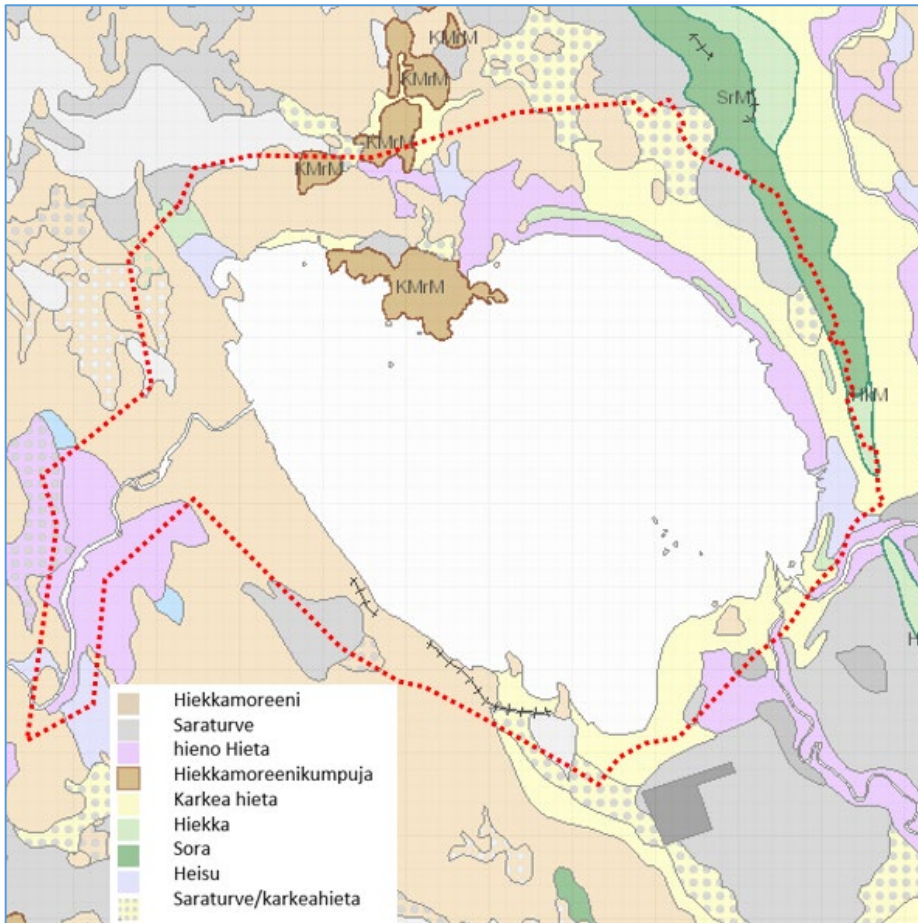 KMrM
KMrM
SrM
KMrM
KMrM
KMrM
HkM
H
Hiekkamoreeni
Saraturve
hieno Hieta
Hiekkamoreenikumpuja
Karkea hieta
Hiekka
Sora
Heisu
Saraturve/karkeahieta